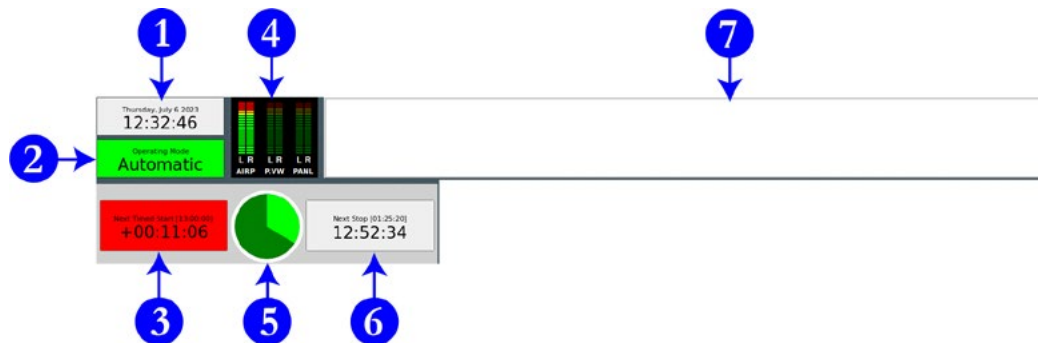 1
4
7
Thursday, July 6 2023
12:32:46
2
Operating Mode
Automatic
L R L R L R
AIRP P.VW PANL
Next Timed Start [13:00:00]
+00:11:06
Next Stop [01:25:20]
12:52:34
3
5
6